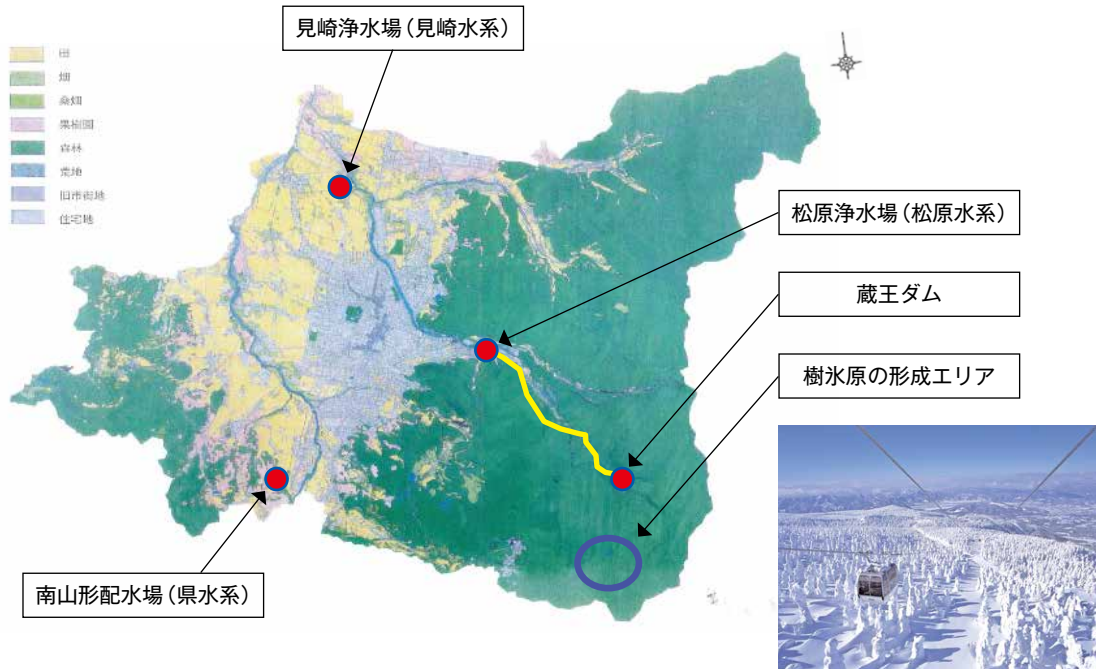 見崎浄水場(見崎水系)
田
畑
桑畑
果樹園
森林
荒地
旧市街地
住宅地
松原浄水場(松原水系)
蔵王ダム
樹氷原の形成エリア
南山形配水場(県水系)